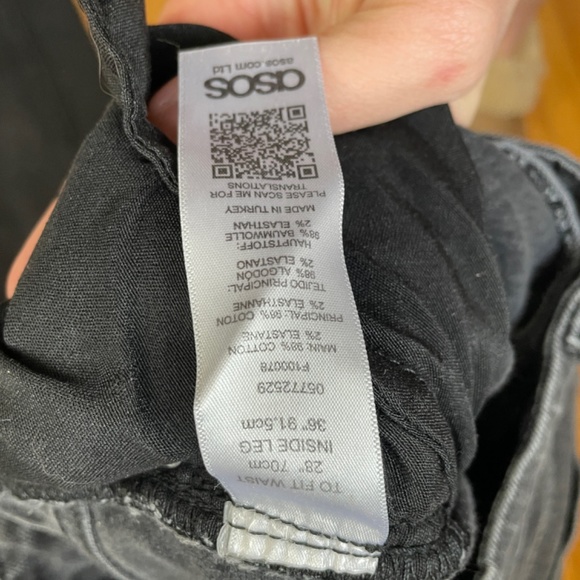 TO FIT WAIST
28" 70cm
INSIDE LEG
36" 91.5cm
05772529
F100078
MAIN: 98% COTTON
2% ELASTANE
PRINCIPAL: 98% COTON
2% ELASTHANNE
TEJIDO PRINCIPAL:
98% ALGODÓN
2% ELASTANO
HAUPTSTOFF:
98% BAUMWOLLE
2% ELASTHAN
MADE IN TURKEY
PLEASE SCAN ME FOR
TRANSLATIONS
asos
asos.com Ltd